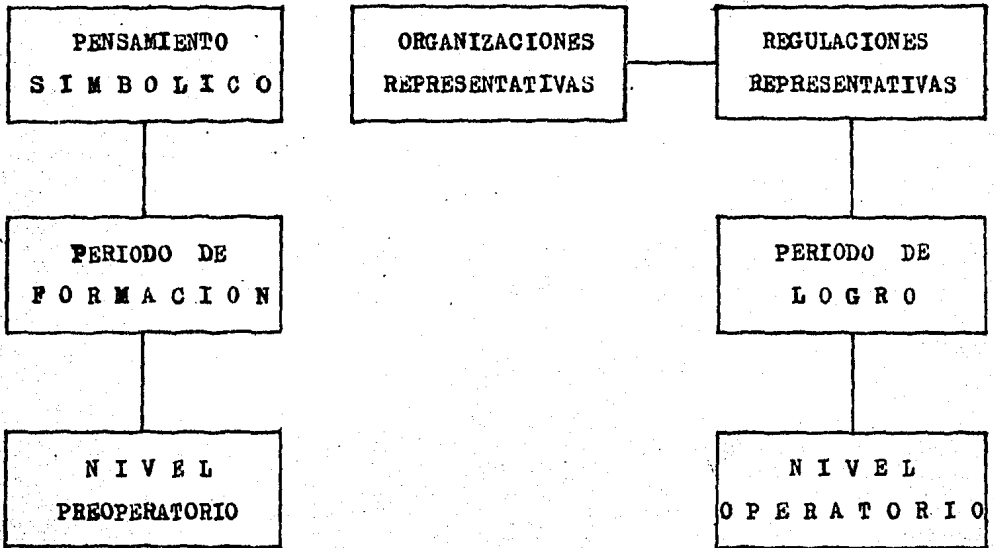 PENSAMIENTO
SIMBOLICO
ORGANIZACIONES
REPRESENTATIVAS
REGULACIONES
REPRESENTATIVAS
PERIODO DE
FORMACION
PERIODO DE
LOGRO
NIVEL
PREOPERATORIO
NIVEL
OPERATORIO